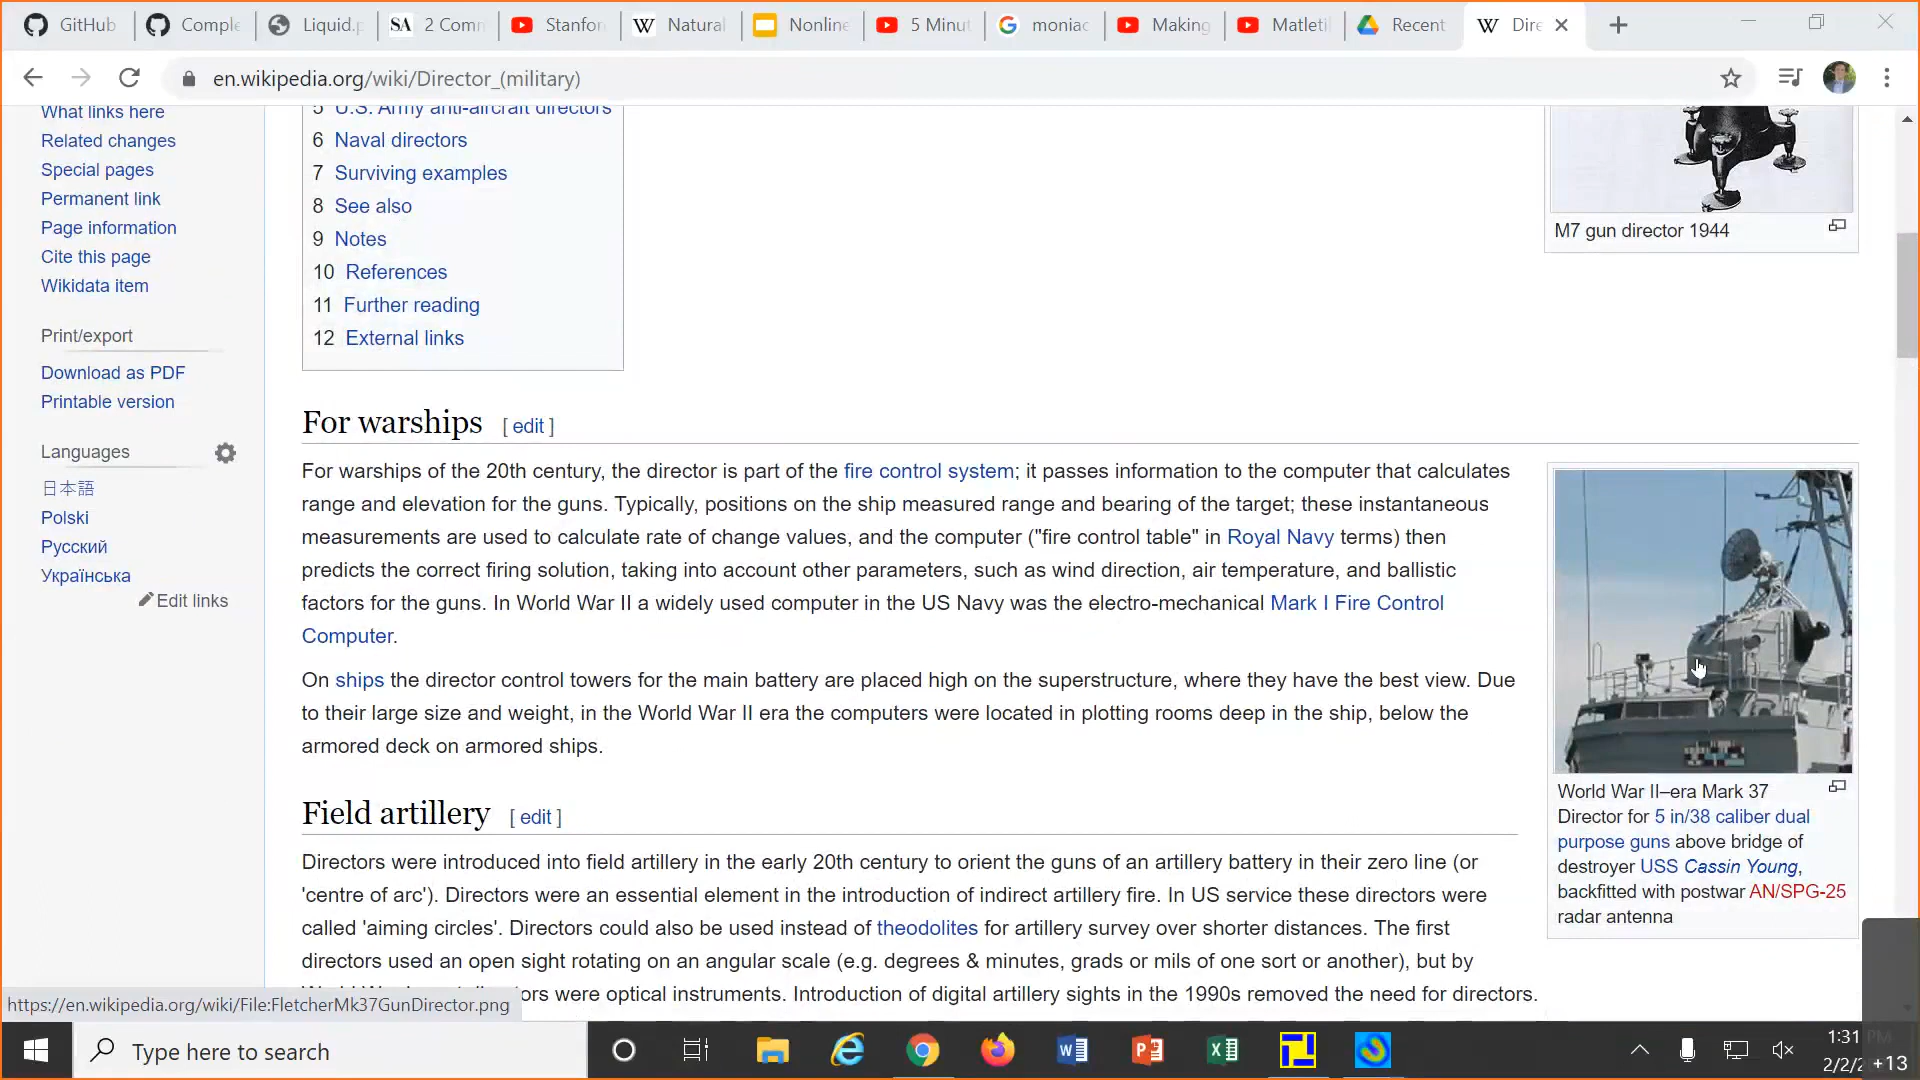 GitHub
Comple
Liquid.p
SA 2 Comm
Stanfor
Natural
Nonline
5 Minut
moniac
Making
Matleti
Recent
Dire
en.wikipedia.org/wiki/Director_(military)
What links here
Related changes
Special pages
Permanent link
Page information
Cite this page
Wikidata item
Print/export
Download as PDF
Printable version
Languages
日本語
Polski
Русский
Українська
Edit links
5 U.S. Army anti-aircraft directors
6 Naval directors
7 Surviving examples
8 See also
9 Notes
10 References
11 Further reading
12 External links
M7 gun director 1944
For warships [ edit ]
For warships of the 20th century, the director is part of the fire control system; it passes information to the computer that calculates
range and elevation for the guns. Typically, positions on the ship measured range and bearing of the target; these instantaneous
measurements are used to calculate rate of change values, and the computer ("fire control table" in Royal Navy terms) then
predicts the correct firing solution, taking into account other parameters, such as wind direction, air temperature, and ballistic
factors for the guns. In World War II a widely used computer in the US Navy was the electro-mechanical Mark I Fire Control
Computer.
On ships the director control towers for the main battery are placed high on the superstructure, where they have the best view. Due
to their large size and weight, in the World War II era the computers were located in plotting rooms deep in the ship, below the
armored deck on armored ships.
World War II–era Mark 37
Director for 5 in/38 caliber dual
purpose guns above bridge of
destroyer USS Cassin Young,
backfitted with postwar AN/SPG-25
radar antenna
Field artillery [ edit ]
Directors were introduced into field artillery in the early 20th century to orient the guns of an artillery battery in their zero line (or
'centre of arc'). Directors were an essential element in the introduction of indirect artillery fire. In US service these directors were
called 'aiming circles'. Directors could also be used instead of theodolites for artillery survey over shorter distances. The first
directors used an open sight rotating on an angular scale (e.g. degrees & minutes, grads or mils of one sort or another), but by
were optical instruments. Introduction of digital artillery sights in the 1990s removed the need for directors.
https://en.wikipedia.org/wiki/File:FletcherMk37GunDirector.png
Type here to search
1:31 PM
2/2/2
+13